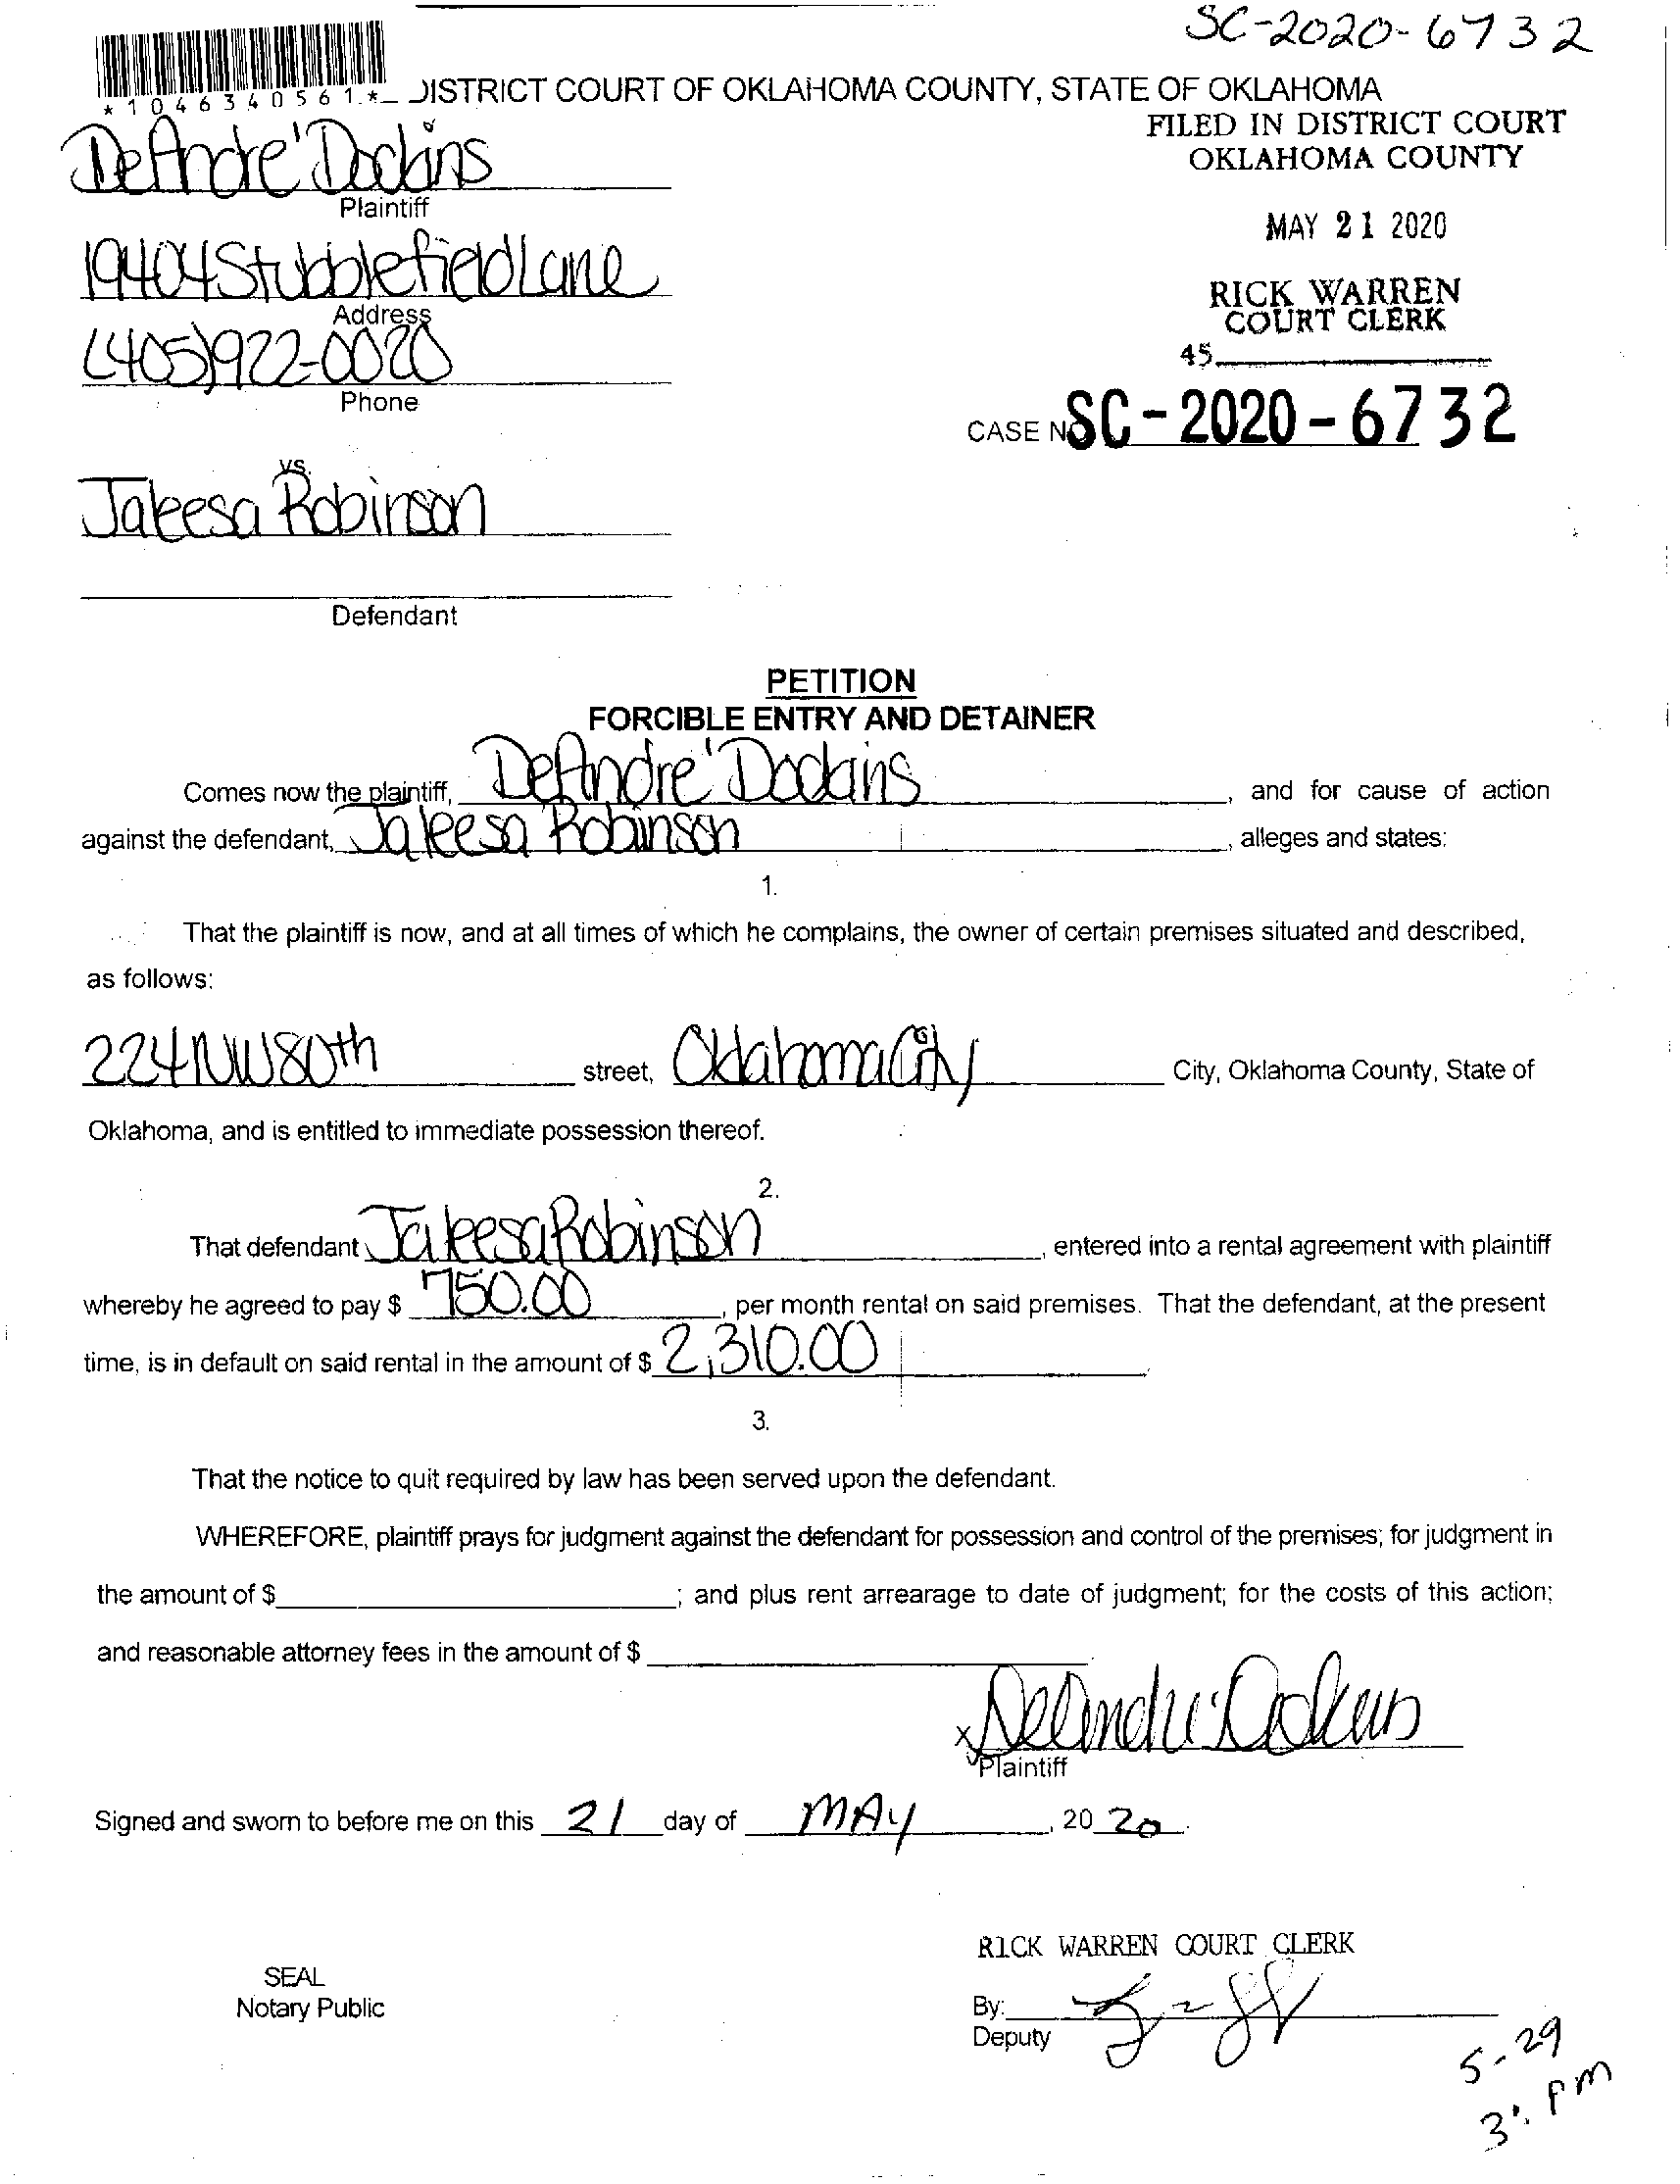 SC-2020-6732
*1046340561*
DISTRICT COURT OF OKLAHOMA COUNTY, STATE OF OKLAHOMA
FILED IN DISTRICT COURT
OKLAHOMA COUNTY
DeAndre' Dockins
Plaintiff
MAY 21 2020
19404 Stubblefield Lane
Address
RICK WARREN
COURT CLERK
(405)922-0020
45
Phone
CASE NO SC-2020-6732
vs.
Jaleesa Robinson
Defendant
PETITION
FORCIBLE ENTRY AND DETAINER
Comes now the plaintiff, DeAndre' Dockins, and for cause of action
against the defendant, Jaleesa Robinson, alleges and states:
1.
That the plaintiff is now, and at all times of which he complains, the owner of certain premises situated and described,
as follows:
224 NW 80th street, Oklahoma City City, Oklahoma County, State of
Oklahoma, and is entitled to immediate possession thereof.
2.
That defendant Jaleesa Robinson, entered into a rental agreement with plaintiff
whereby he agreed to pay $ 750.00, per month rental on said premises. That the defendant, at the present
time, is in default on said rental in the amount of $ 2,310.00.
3.
That the notice to quit required by law has been served upon the defendant.
WHEREFORE, plaintiff prays for judgment against the defendant for possession and control of the premises; for judgment in
the amount of $ ; and plus rent arrearage to date of judgment; for the costs of this action;
and reasonable attorney fees in the amount of $ .
x DeAndre' Dockins
Plaintiff
Signed and sworn to before me on this 21 day of MAY, 20 20.
RICK WARREN COURT CLERK
SEAL
Notary Public
By:
Deputy
5-29
3:pm